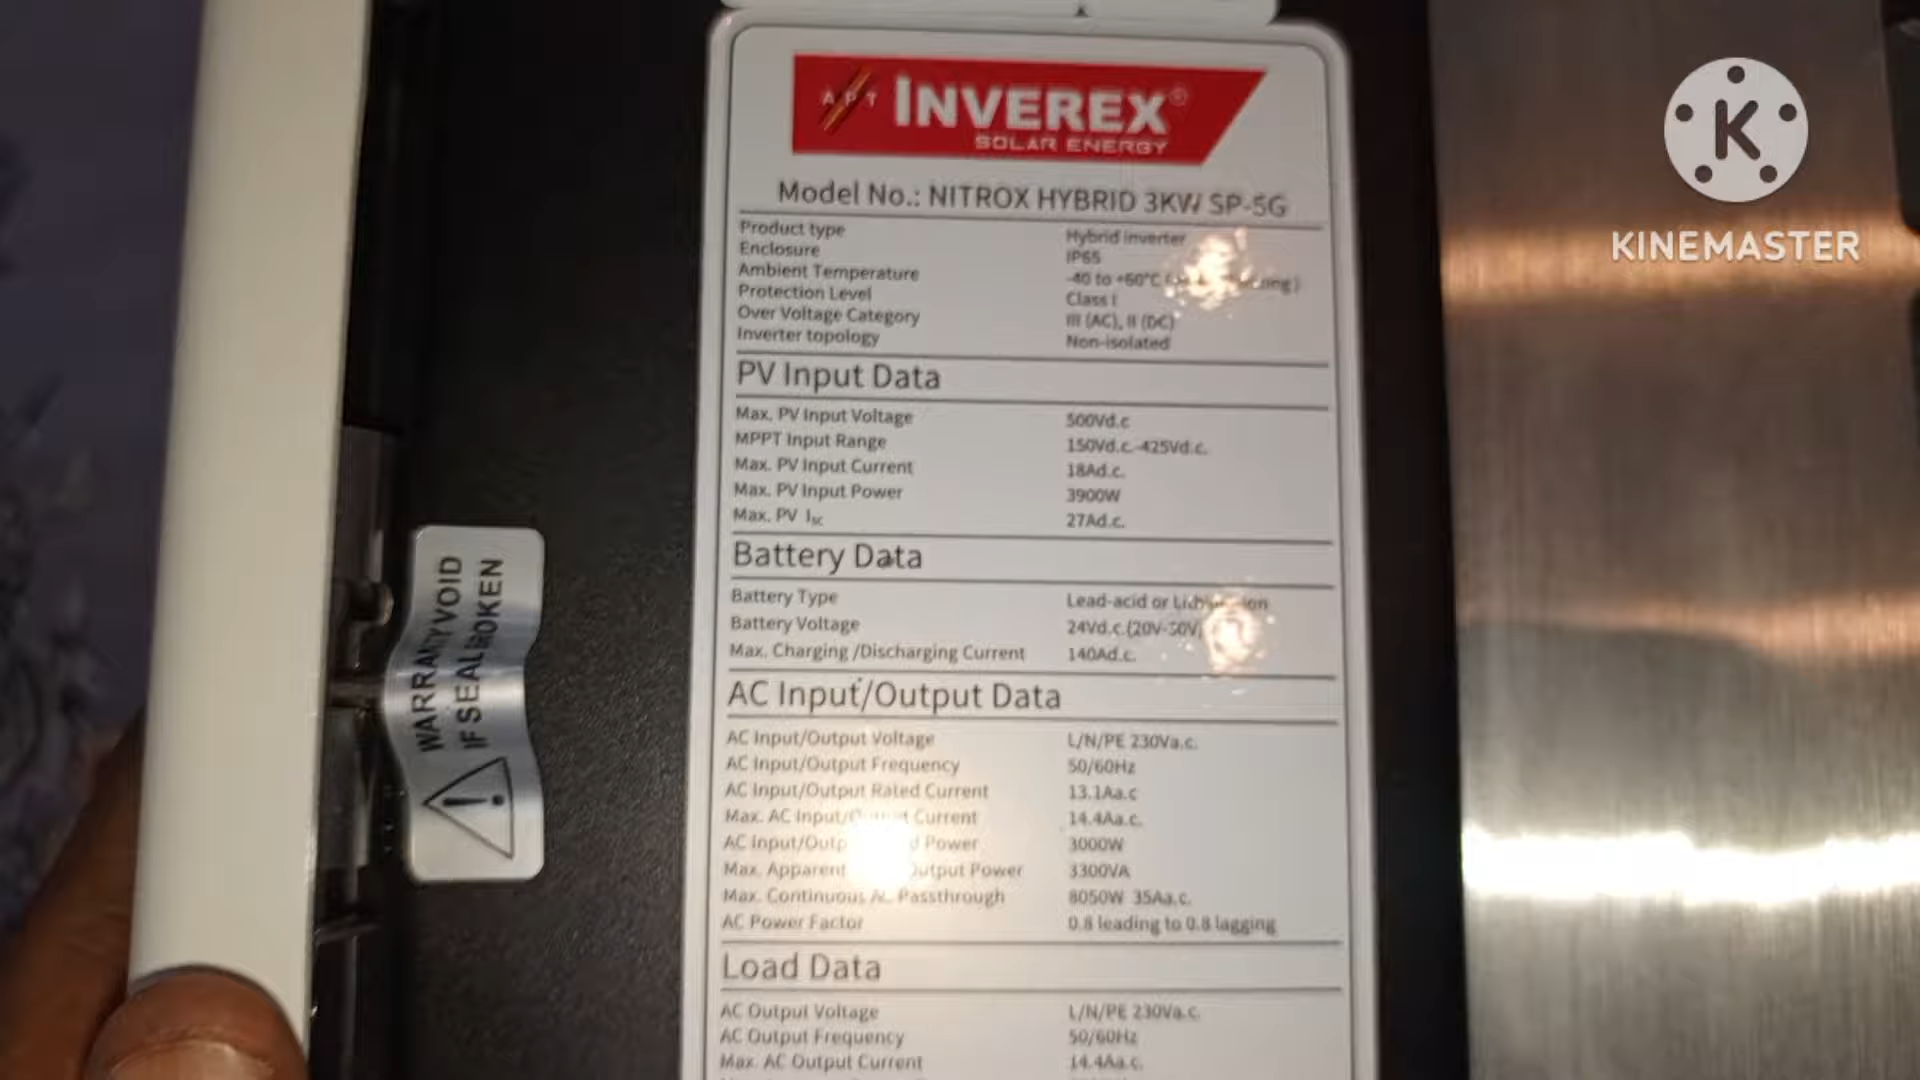 APT INVEREX®
SOLAR ENERGY
Model No.: NITROX HYBRID 3KW SP-5G
Product type Hybrid inverter
Enclosure IP65
Ambient Temperature -40 to +60°C
Protection Level Class I
Over Voltage Category III (AC), II (DC)
Inverter topology Non-isolated
PV Input Data
Max. PV Input Voltage 500Vd.c
MPPT Input Range 150Vd.c.-425Vd.c.
Max. PV Input Current 18Ad.c.
Max. PV Input Power 3900W
Max. PV Isc 27Ad.c.
Battery Data
Battery Type Lead-acid or
Battery Voltage 24Vd.c.(20V-30V)
Max. Charging /Discharging Current 140Ad.c.
AC Input/Output Data
AC Input/Output Voltage L/N/PE 230Va.c.
AC Input/Output Frequency 50/60Hz
AC Input/Output Rated Current 13.1Aa.c
Max. AC Input/Output Current 14.4Aa.c.
AC Power 3000W
Max. Apparent Output Power 3300VA
Max. Continuous AC Passthrough 8050W 35Aa.c.
AC Power Factor 0.8 leading to 0.8 lagging
Load Data
AC Output Voltage L/N/PE 230Va.c.
AC Output Frequency 50/60Hz
Max. AC Output Current 14.4Aa.c.
WARRANYVOID
IF SEAL BROKEN
K
KINEMASTER